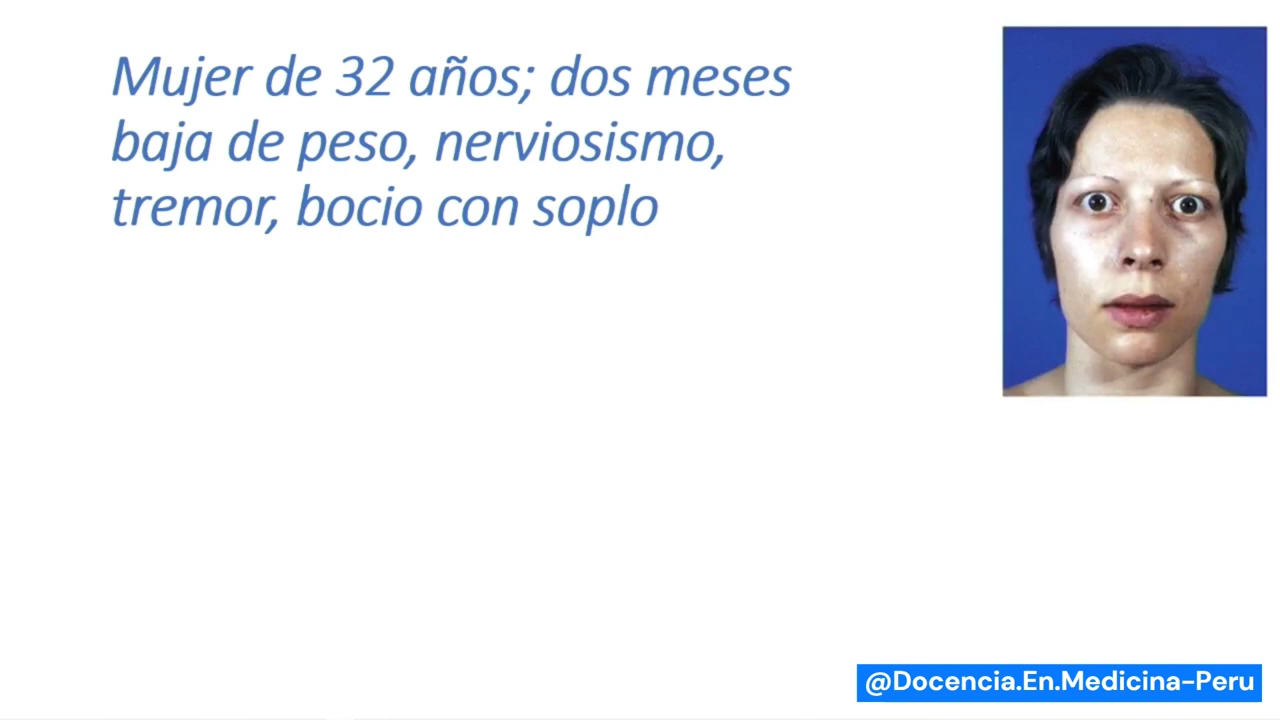 Mujer de 32 años; dos meses
baja de peso, nerviosismo,
tremor, bocio con soplo
@Docencia.En.Medicina-Peru